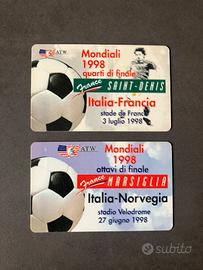 ATW
Mondiali
1998
quarti di finale
France SAINT-DENIS
Italia-Francia
stade de France
3 luglio 1998
ATW
Mondiali
1998
ottavi di finale
France MARSIGLIA
Italia-Norvegia
stadio Velodrome
27 giugno 1998
subito